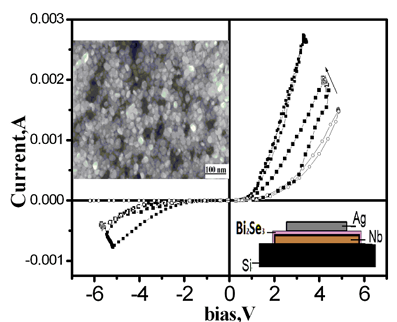 0.003
0.002
0.001
0.000
-0.001
Current,A
100 nm
Ag
Bi₂Se₃
Nb
Si
-6
-4
-2
0
2
4
6
bias,V